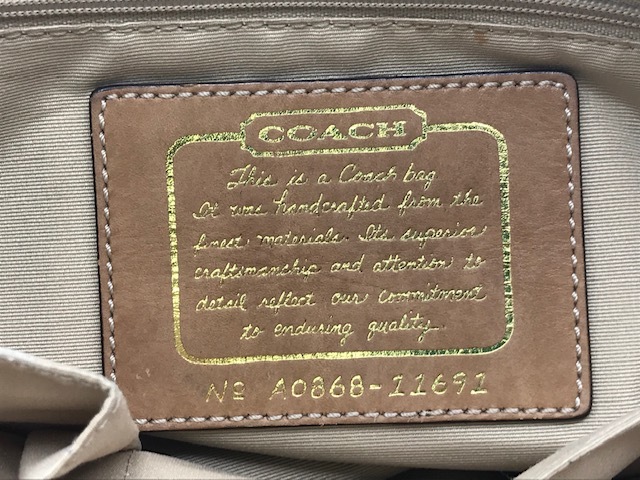 COACH
This is a Coach bag
It was handcrafted from the
finest materials. Its superior
craftsmanship and attention to
detail reflect our commitment
to enduring quality.
Nº A0868-11691